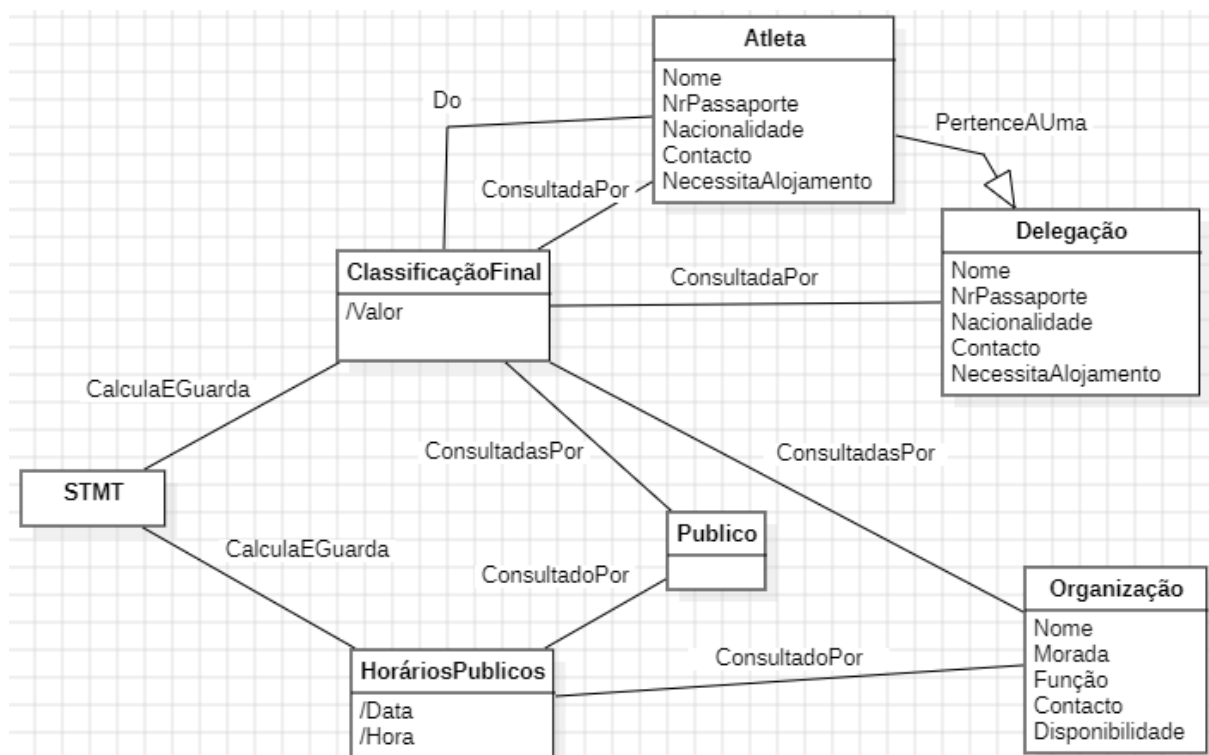 Atleta
Nome
NrPassaporte
Nacionalidade
Contacto
NecessitaAlojamento
Do
PertenceAUma
ConsultadaPor
Delegação
Nome
NrPassaporte
Nacionalidade
Contacto
NecessitaAlojamento
ClassificaçãoFinal
/Valor
ConsultadaPor
CalculaEGuarda
ConsultadasPor
ConsultadasPor
STMT
Publico
CalculaEGuarda
ConsultadoPor
Organização
Nome
Morada
Função
Contacto
Disponibilidade
HoráriosPublicos
/Data
/Hora
ConsultadoPor